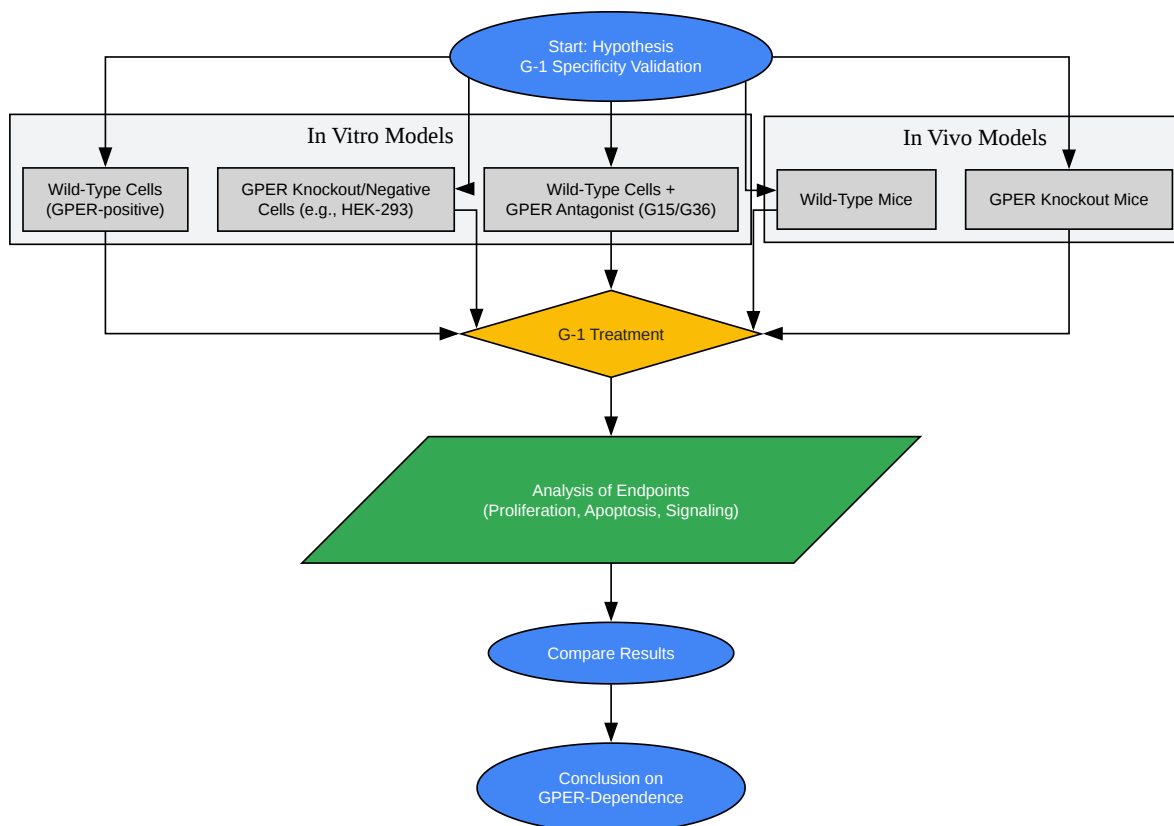 Start: Hypothesis
G-1 Specificity Validation
In Vitro Models
In Vivo Models
Wild-Type Cells
(GPER-positive)
GPER Knockout/Negative
Cells (e.g., HEK-293)
Wild-Type Cells +
GPER Antagonist (G15/G36)
Wild-Type Mice
GPER Knockout Mice
G-1 Treatment
Analysis of Endpoints
(Proliferation, Apoptosis, Signaling)
Compare Results
Conclusion on
GPER-Dependence